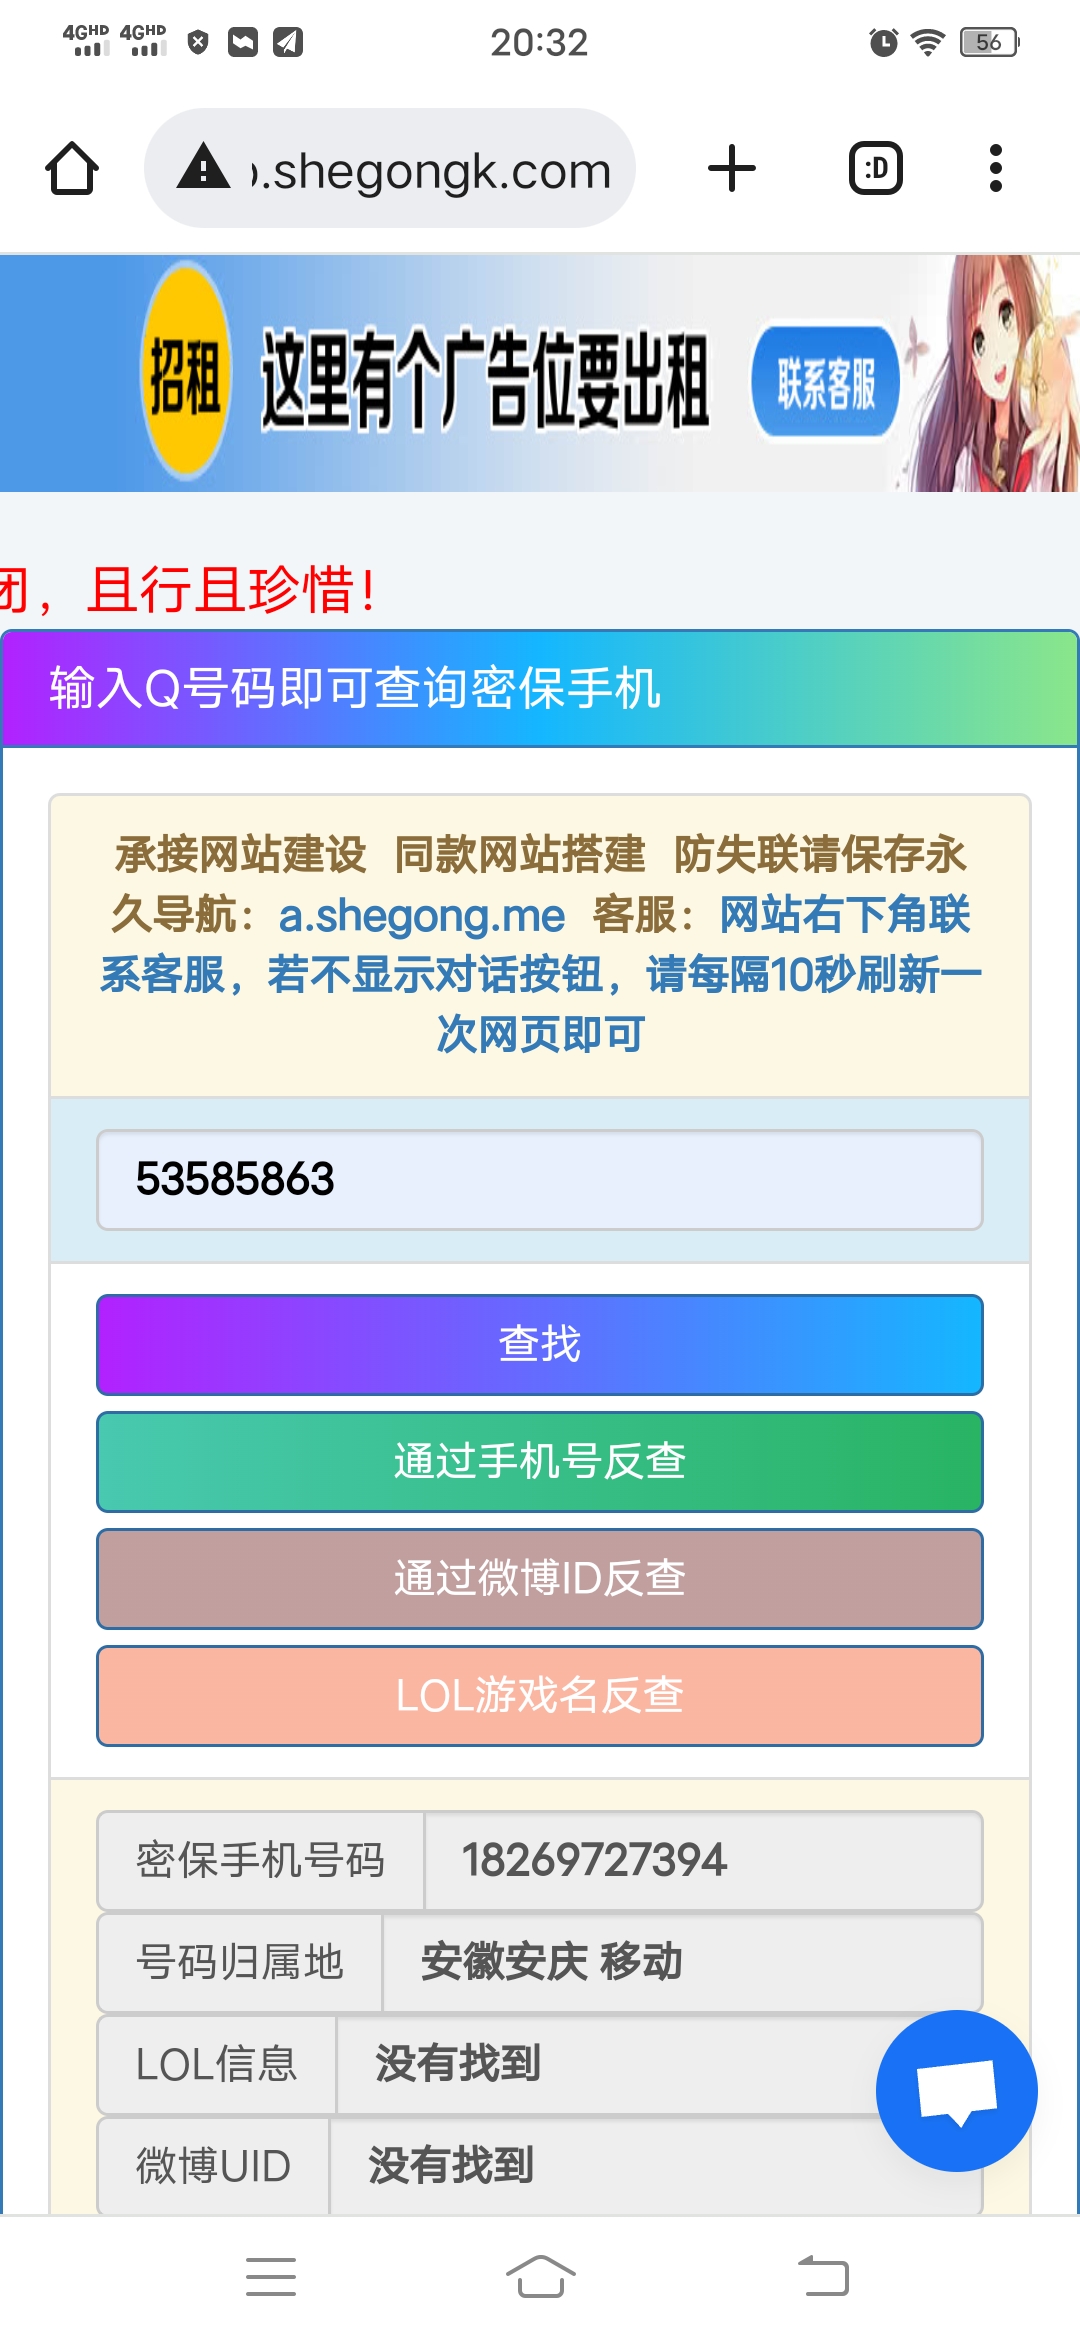 4GHD 4GHD 20:32 56
.shegongk.com :D
招租 这里有个广告位要出租 联系客服
闭，且行且珍惜！
输入Q号码即可查询密保手机
承接网站建设 同款网站搭建 防失联请保存永
久导航：a.shegong.me 客服：网站右下角联
系客服，若不显示对话按钮，请每隔10秒刷新一
次网页即可
53585863
查找
通过手机号反查
通过微博ID反查
LOL游戏名反查
密保手机号码 18269727394
号码归属地 安徽安庆 移动
LOL信息 没有找到
微博UID 没有找到